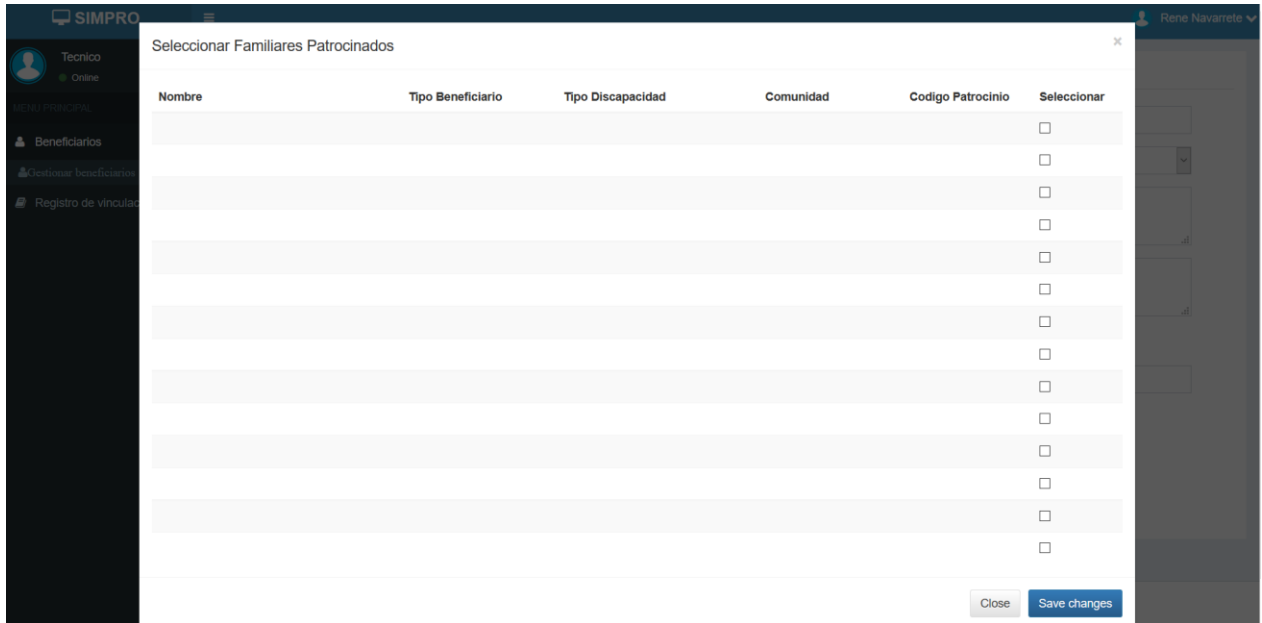 SIMPRO
Rene Navarrete
Tecnico
Online
MENU PRINCIPAL
Beneficiarios
Gestionar beneficiarios
Registro de vinculac
Seleccionar Familiares Patrocinados
×
Nombre Tipo Beneficiario Tipo Discapacidad Comunidad Codigo Patrocinio Seleccionar
Close Save changes